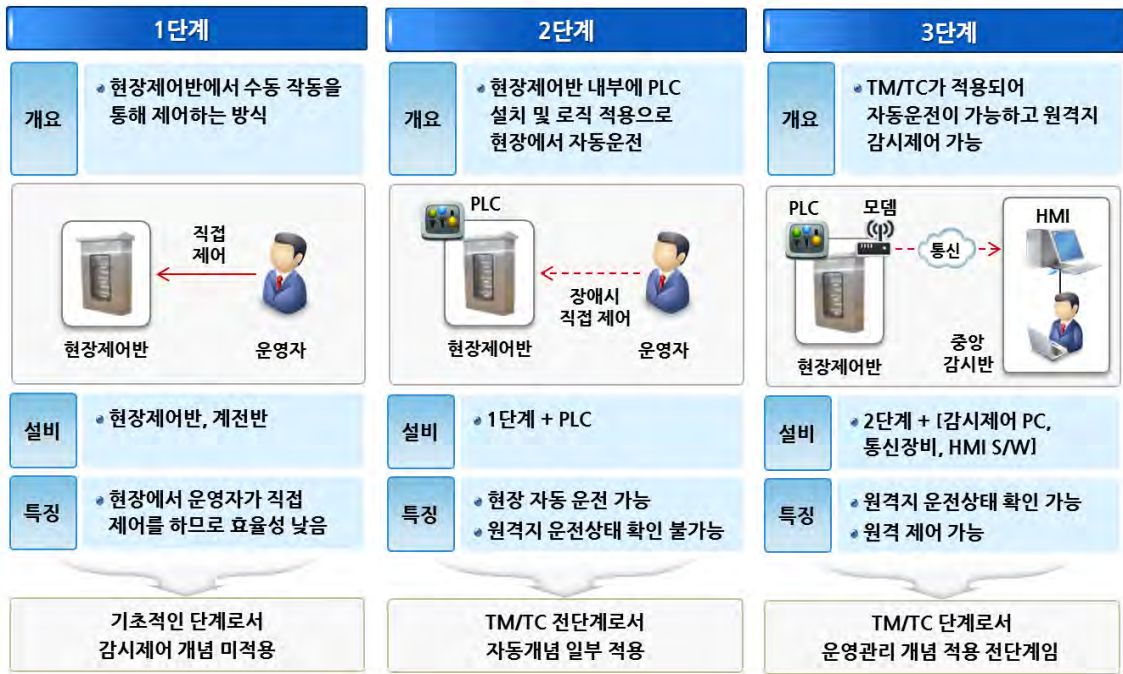 1단계
개요
현장제어반에서 수동 작동을
통해 제어하는 방식
직접
제어
현장제어반
운영자
설비
현장제어반, 계전반
특징
현장에서 운영자가 직접
제어를 하므로 효율성 낮음
기초적인 단계로서
감시제어 개념 미적용
2단계
개요
현장제어반 내부에 PLC
설치 및 로직 적용으로
현장에서 자동운전
PLC
장애시
직접 제어
현장제어반
운영자
설비
1단계 + PLC
특징
현장 자동 운전 가능
원격지 운전상태 확인 불가능
TM/TC 전단계로서
자동개념 일부 적용
3단계
개요
TM/TC가 적용되어
자동운전이 가능하고 원격지
감시제어 가능
PLC
모뎀
통신
HMI
현장제어반
중앙
감시반
설비
2단계 + [감시제어 PC,
통신장비, HMI S/W]
특징
원격지 운전상태 확인 가능
원격 제어 가능
TM/TC 단계로서
운영관리 개념 적용 전단계임